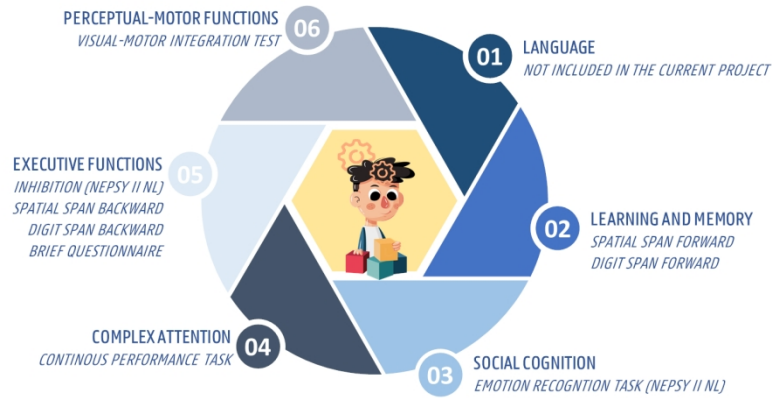 01
LANGUAGE
NOT INCLUDED IN THE CURRENT PROJECT
02
LEARNING AND MEMORY
SPATIAL SPAN FORWARD
DIGIT SPAN FORWARD
03
SOCIAL COGNITION
EMOTION RECOGNTION TASK (NEPSY II NL)
04
COMPLEX ATTENTION
CONTINOUS PERFORMANCE TASK
05
EXECUTIVE FUNCTIONS
INHIBITION (NEPSY II NL)
SPATIAL SPAN BACKWARD
DIGIT SPAN BACKWARD
BRIEF QUESTIONNAIRE
06
PERCEPTUAL-MOTOR FUNCTIONS
VISUAL-MOTOR INTEGRATION TEST